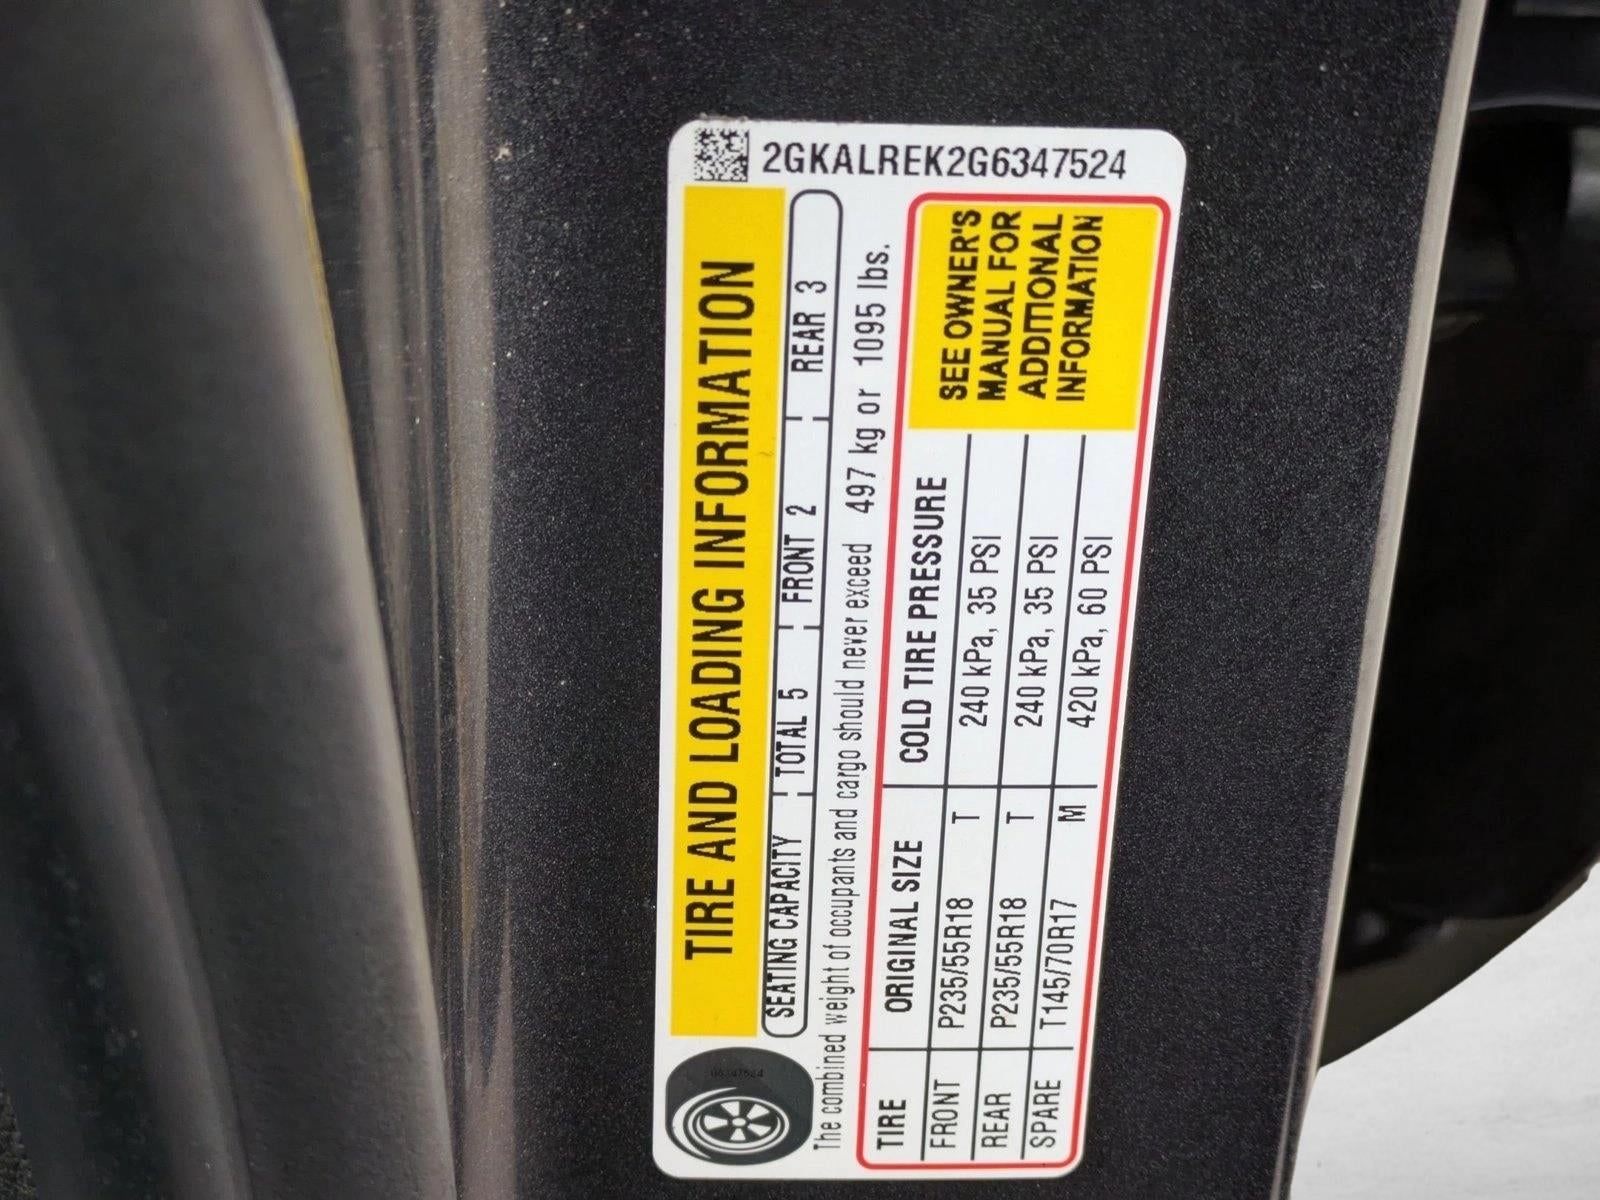 2GKALREK2G6347524
TIRE AND LOADING INFORMATION
SEATING CAPACITY TOTAL 5 FRONT 2 REAR 3
The combined weight of occupants and cargo should never exceed 497 kg or 1095 lbs.
TIRE ORIGINAL SIZE COLD TIRE PRESSURE
FRONT P235/55R18 T 240 kPa, 35 PSI
REAR P235/55R18 T 240 kPa, 35 PSI
SPARE T145/70R17 M 420 kPa, 60 PSI
SEE OWNER'S
MANUAL FOR
ADDITIONAL
INFORMATION